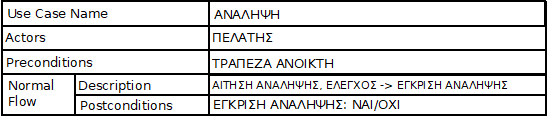 Use Case Name ΑΝΑΛΗΨΗ
Actors ΠΕΛΑΤΗΣ
Preconditions ΤΡΑΠΕΖΑ ΑΝΟΙΚΤΗ
Normal Flow Description ΑΙΤΗΣΗ ΑΝΑΛΗΨΗΣ, ΕΛΕΓΧΟΣ -> ΕΓΚΡΙΣΗ ΑΝΑΛΗΨΗΣ
Postconditions ΕΓΚΡΙΣΗ ΑΝΑΛΗΨΗΣ: ΝΑΙ/ΟΧΙ